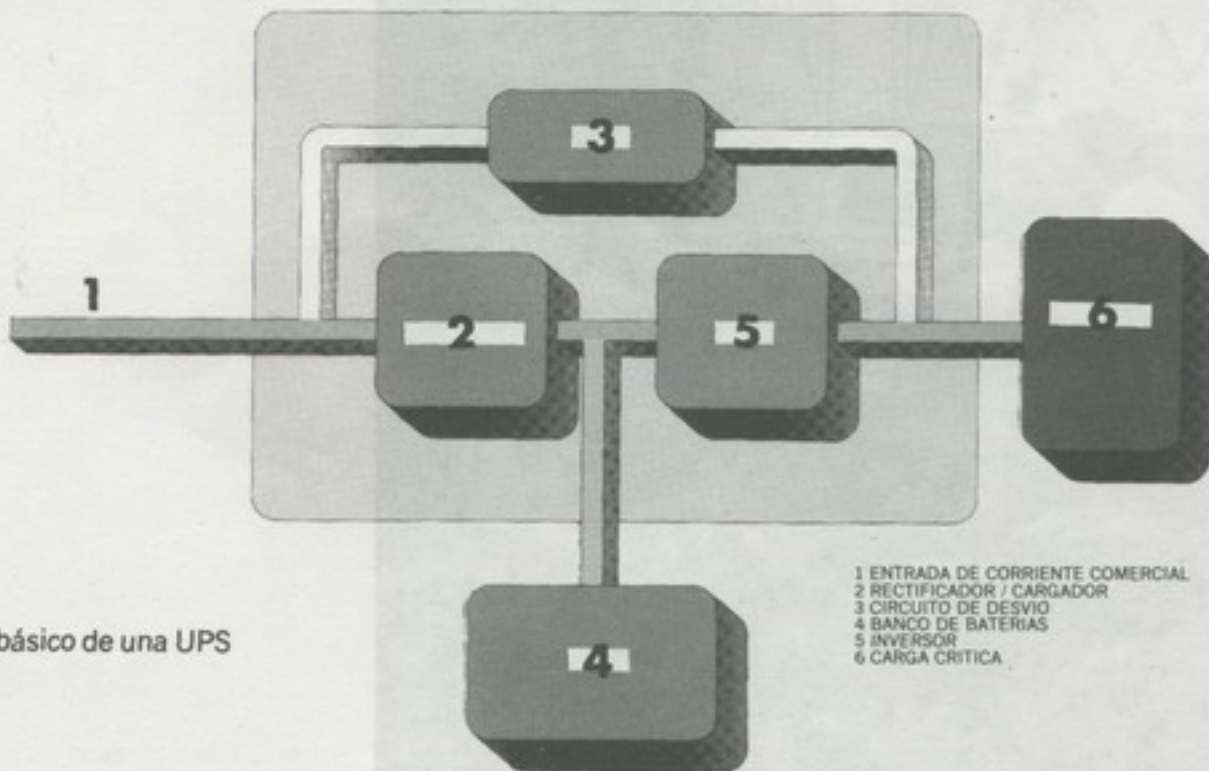 3
1
2
5
6
4
básico de una UPS
1 ENTRADA DE CORRIENTE COMERCIAL
2 RECTIFICADOR / CARGADOR
3 CIRCUITO DE DESVIO
4 BANCO DE BATERIAS
5 INVERSOR
6 CARGA CRITICA